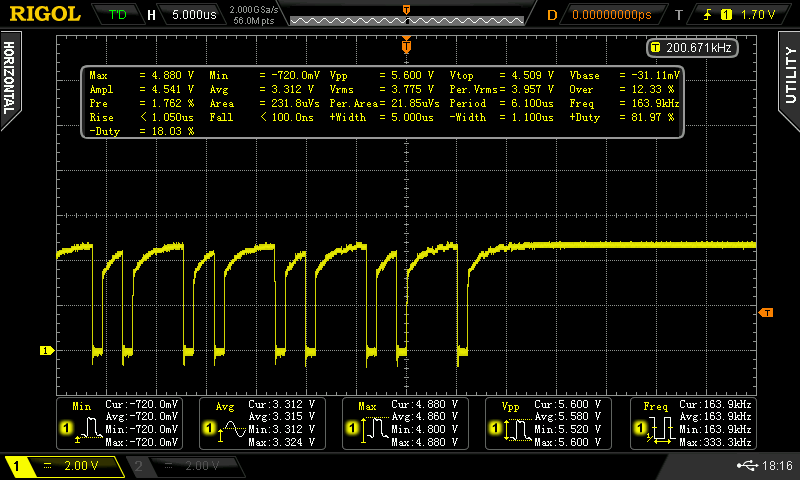 RIGOL T'D H 5.000us 2.000GSa/s 56.0M pts T D 0.00000000ps T 1 1.70 V
HORIZONTAL
UTILITY
T
T 200.671kHz
Max = 4.880 V Min = -720.0mV Vpp = 5.600 V Vtop = 4.509 V Vbase = -31.11mV
Ampl = 4.541 V Avg = 3.312 V Vrms = 3.775 V Per.Vrms= 3.957 V Over = 12.33 %
Pre = 1.762 % Area = 231.8uVs Per.Area= 21.85uVs Period = 6.100us Freq = 163.9kHz
Rise < 1.050us Fall < 100.0ns +Width = 5.000us -Width = 1.100us +Duty = 81.97 %
-Duty = 18.03 %
T
1
Min Cur:-720.0mV Avg Cur:3.312 V Max Cur:4.880 V Vpp Cur:5.600 V Freq Cur:163.9kHz
Avg:-720.0mV Avg:3.315 V Avg:4.860 V Avg:5.580 V Avg:163.9kHz
1 Min:-720.0mV 1 Min:3.312 V 1 Min:4.800 V 1 Min:5.520 V 1 Min:163.9kHz
Max:-720.0mV Max:3.324 V Max:4.880 V Max:5.600 V Max:333.3kHz
1 = 2.00 V 2 = 2.00 V 18:16